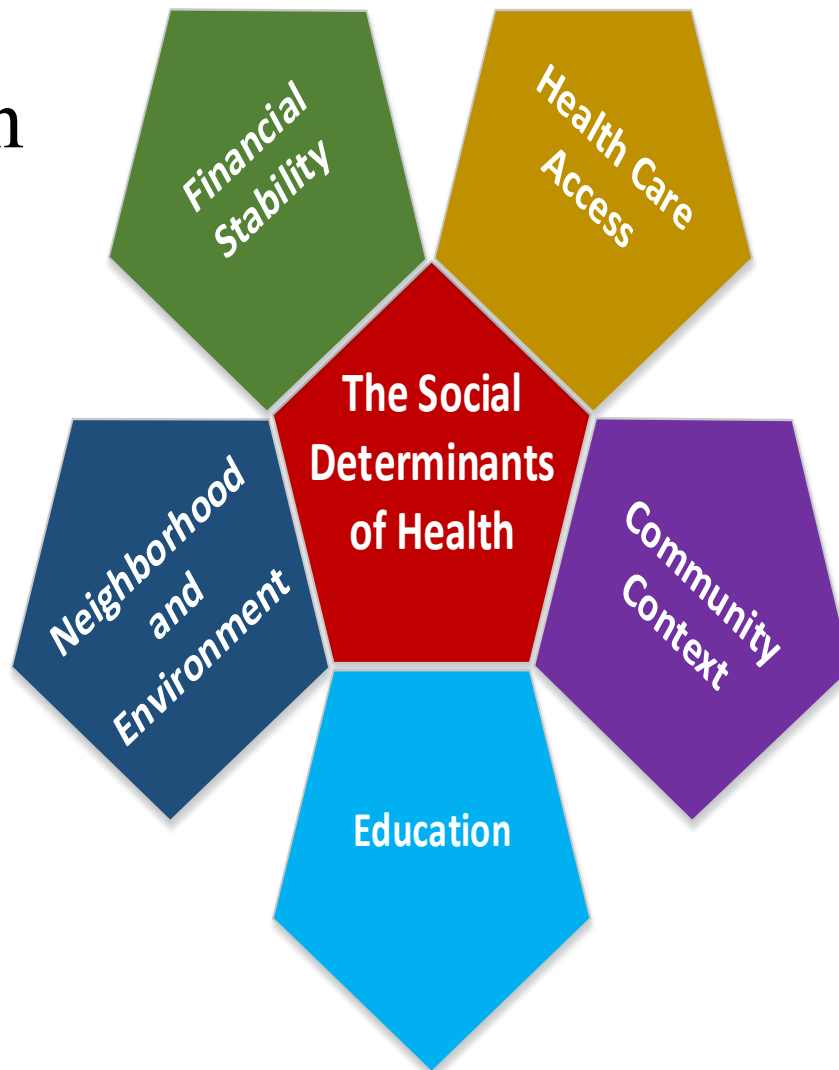 Financial
Stability
Health Care
Access
The Social
Determinants
of Health
Neighborhood
and
Environment
Community
Context
Education